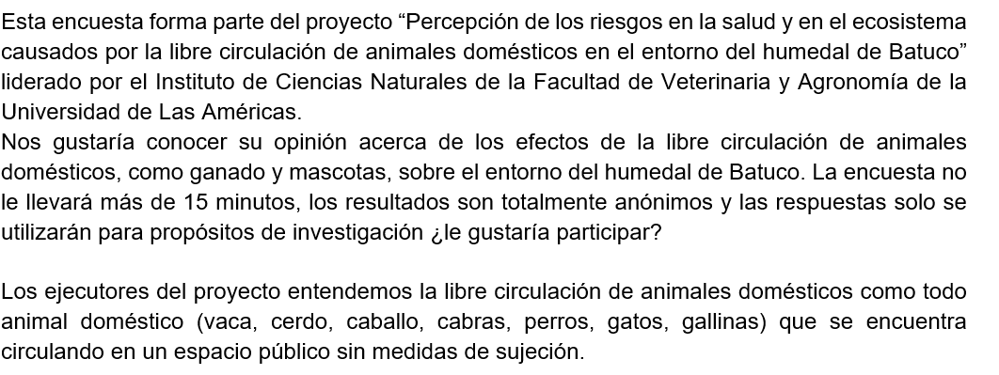 Esta encuesta forma parte del proyecto “Percepción de los riesgos en la salud y en el ecosistema
causados por la libre circulación de animales domésticos en el entorno del humedal de Batuco”
liderado por el Instituto de Ciencias Naturales de la Facultad de Veterinaria y Agronomía de la
Universidad de Las Américas.
Nos gustaría conocer su opinión acerca de los efectos de la libre circulación de animales
domésticos, como ganado y mascotas, sobre el entorno del humedal de Batuco. La encuesta no
le llevará más de 15 minutos, los resultados son totalmente anónimos y las respuestas solo se
utilizarán para propósitos de investigación ¿le gustaría participar?
Los ejecutores del proyecto entendemos la libre circulación de animales domésticos como todo
animal doméstico (vaca, cerdo, caballo, cabras, perros, gatos, gallinas) que se encuentra
circulando en un espacio público sin medidas de sujeción.